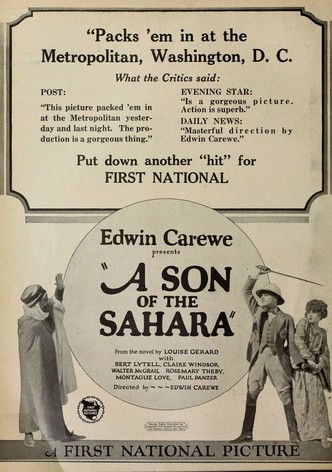 "Packs 'em in at the
Metropolitan, Washington, D. C.
What the Critics said:
POST:
"This picture packed 'em in
at the Metropolitan yester-
day and last night. The pro-
duction is a gorgeous thing."
EVENING STAR:
"Is a gorgeous picture.
Action is superb."
DAILY NEWS:
"Masterful direction by
Edwin Carewe."
Put down another "hit" for
FIRST NATIONAL
Edwin Carewe
presents
"A SON
OF THE
SAHARA"
From the novel by LOUISE GERARD
with
BERT LYTELL, CLAIRE WINDSOR,
WALTER McGRAIL, ROSEMARY THEBY,
MONTAGUE LOVE, PAUL PANZER
Directed by ~ ~ ~ EDWIN CAREWE
A FIRST NATIONAL PICTURE